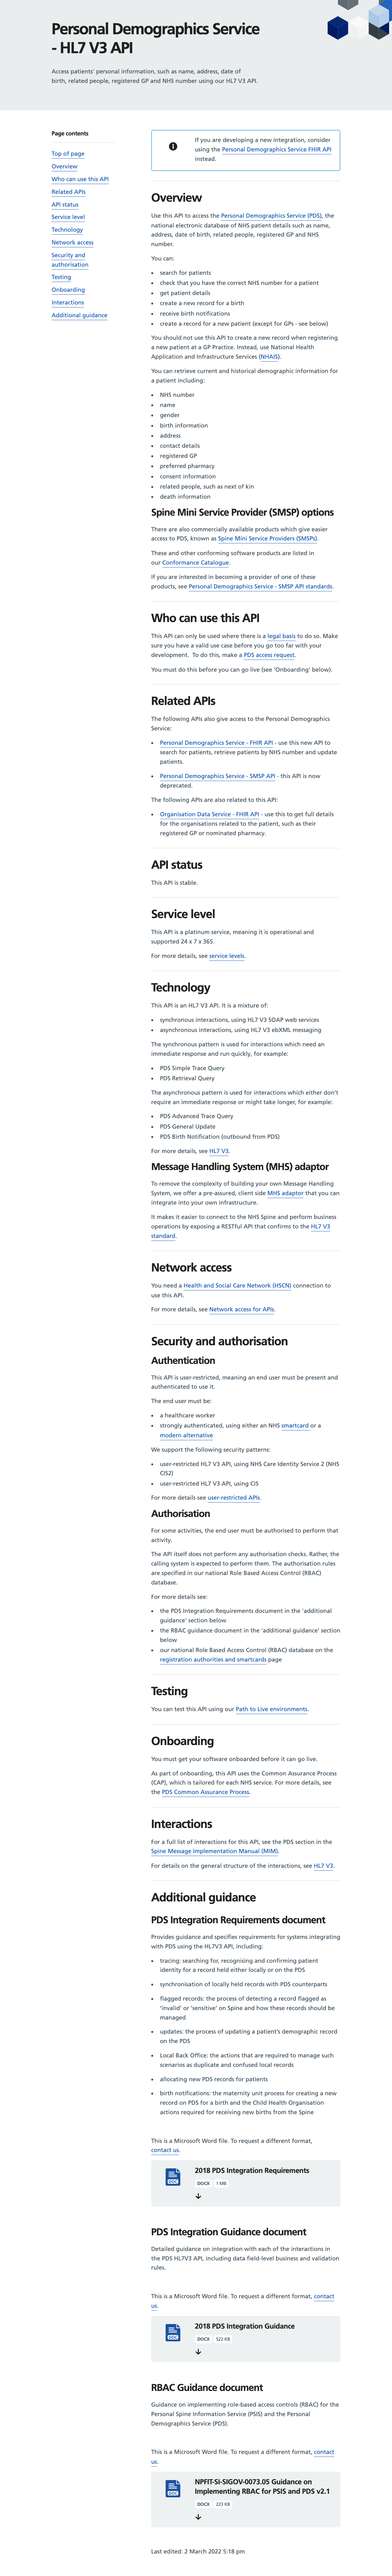 Personal Demographics Service
- HL7 V3 API
Access patients' personal information, such as name, address, date of
birth, related people, registered GP and NHS number using our HL7 V3 API.
Page contents
Top of page
Overview
Who can use this API
Related APIs
API status
Service level
Technology
Network access
Security and
authorisation
Testing
Onboarding
Interactions
Additional guidance
If you are developing a new integration, consider
using the Personal Demographics Service FHIR API
instead.
Overview
Use this API to access the Personal Demographics Service (PDS), the
national electronic database of NHS patient details such as name,
address, date of birth, related people, registered GP and NHS
number.
You can:
• search for patients
• check that you have the correct NHS number for a patient
• get patient details
• create a new record for a birth
• receive birth notifications
• create a record for a new patient (except for GPs - see below)
You should not use this API to create a new record when registering
a new patient at a GP Practice. Instead, use National Health
Application and Infrastructure Services (NHAIS).
You can retrieve current and historical demographic information for
a patient including:
• NHS number
• name
• gender
• birth information
• address
• contact details
• registered GP
• preferred pharmacy
• consent information
• related people, such as next of kin
• death information
Spine Mini Service Provider (SMSP) options
There are also commercially available products which give easier
access to PDS, known as Spine Mini Service Providers (SMSPs).
These and other conforming software products are listed in
our Conformance Catalogue.
If you are interested in becoming a provider of one of these
products, see Personal Demographics Service - SMSP API standards.
Who can use this API
This API can only be used where there is a legal basis to do so. Make
sure you have a valid use case before you go too far with your
development. To do this, make a PDS access request.
You must do this before you can go live (see 'Onboarding' below).
Related APIs
The following APIs also give access to the Personal Demographics
Service:
• Personal Demographics Service - FHIR API - use this new API to
search for patients, retrieve patients by NHS number and update
patients.
• Personal Demographics Service - SMSP API - this API is now
deprecated.
The following APIs are also related to this API:
• Organisation Data Service - FHIR API - use this to get full details
for the organisations related to the patient, such as their
registered GP or nominated pharmacy.
API status
This API is stable.
Service level
This API is a platinum service, meaning it is operational and
supported 24 x 7 x 365.
For more details, see service levels.
Technology
This API is an HL7 V3 API. It is a mixture of:
• synchronous interactions, using HL7 V3 SOAP web services
• asynchronous interactions, using HL7 V3 ebXML messaging
The synchronous pattern is used for interactions which need an
immediate response and run quickly, for example:
• PDS Simple Trace Query
• PDS Retrieval Query
The asynchronous pattern is used for interactions which either don't
require an immediate response or might take longer, for example:
• PDS Advanced Trace Query
• PDS General Update
• PDS Birth Notification (outbound from PDS)
For more details, see HL7 V3.
Message Handling System (MHS) adaptor
To remove the complexity of building your own Message Handling
System, we offer a pre-assured, client side MHS adaptor that you can
integrate into your own infrastructure.
It makes it easier to connect to the NHS Spine and perform business
operations by exposing a RESTful API that confirms to the HL7 V3
standard.
Network access
You need a Health and Social Care Network (HSCN) connection to
use this API.
For more details, see Network access for APIs.
Security and authorisation
Authentication
This API is user-restricted, meaning an end user must be present and
authenticated to use it.
The end user must be:
• a healthcare worker
• strongly authenticated, using either an NHS smartcard or a
modern alternative
We support the following security patterns:
• user-restricted HL7 V3 API, using NHS Care Identity Service 2 (NHS
CIS2)
• user-restricted HL7 V3 API, using CIS
For more details see user-restricted APIs.
Authorisation
For some activities, the end user must be authorised to perform that
activity.
The API itself does not perform any authorisation checks. Rather, the
calling system is expected to perform them. The authorisation rules
are specified in our national Role Based Access Control (RBAC)
database.
For more details see:
• the PDS Integration Requirements document in the 'additional
guidance' section below
• the RBAC guidance document in the 'additional guidance' section
below
• our national Role Based Access Control (RBAC) database on the
registration authorities and smartcards page
Testing
You can test this API using our Path to Live environments.
Onboarding
You must get your software onboarded before it can go live.
As part of onboarding, this API uses the Common Assurance Process
(CAP), which is tailored for each NHS service. For more details, see
the PDS Common Assurance Process.
Interactions
For a full list of interactions for this API, see the PDS section in the
Spine Message Implementation Manual (MIM).
For details on the general structure of the interactions, see HL7 V3.
Additional guidance
PDS Integration Requirements document
Provides guidance and specifies requirements for systems integrating
with PDS using the HL7V3 API, including:
• tracing: searching for, recognising and confirming patient
identity for a record held either locally or on the PDS
• synchronisation of locally held records with PDS counterparts
• flagged records: the process of detecting a record flagged as
'invalid' or 'sensitive' on Spine and how these records should be
managed
• updates: the process of updating a patient's demographic record
on the PDS
• Local Back Office: the actions that are required to manage such
scenarios as duplicate and confused local records
• allocating new PDS records for patients
• birth notifications: the maternity unit process for creating a new
record on PDS for a birth and the Child Health Organisation
actions required for receiving new births from the Spine
This is a Microsoft Word file. To request a different format,
contact us.
2018 PDS Integration Requirements
DOC
DOCX 1 MB
PDS Integration Guidance document
Detailed guidance on integration with each of the interactions in
the PDS HL7V3 API, including data field-level business and validation
rules.
This is a Microsoft Word file. To request a different format, contact
us.
2018 PDS Integration Guidance
DOC
DOCX 522 KB
RBAC Guidance document
Guidance on implementing role-based access controls (RBAC) for the
Personal Spine Information Service (PSIS) and the Personal
Demographics Service (PDS).
This is a Microsoft Word file. To request a different format, contact
us.
NPFIT-SI-SIGOV-0073.05 Guidance on
Implementing RBAC for PSIS and PDS v2.1
DOC
DOCX 223 KB
Last edited: 2 March 2022 5:18 pm